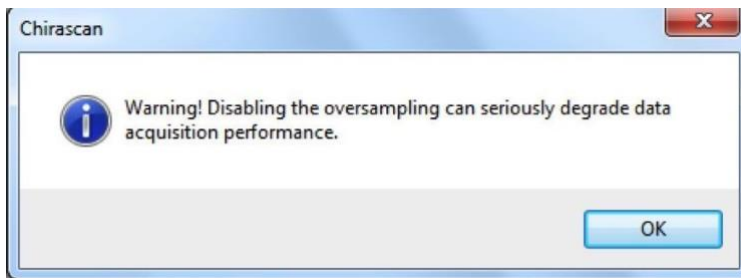 Chirascan
Warning! Disabling the oversampling can seriously degrade data
acquisition performance.
OK